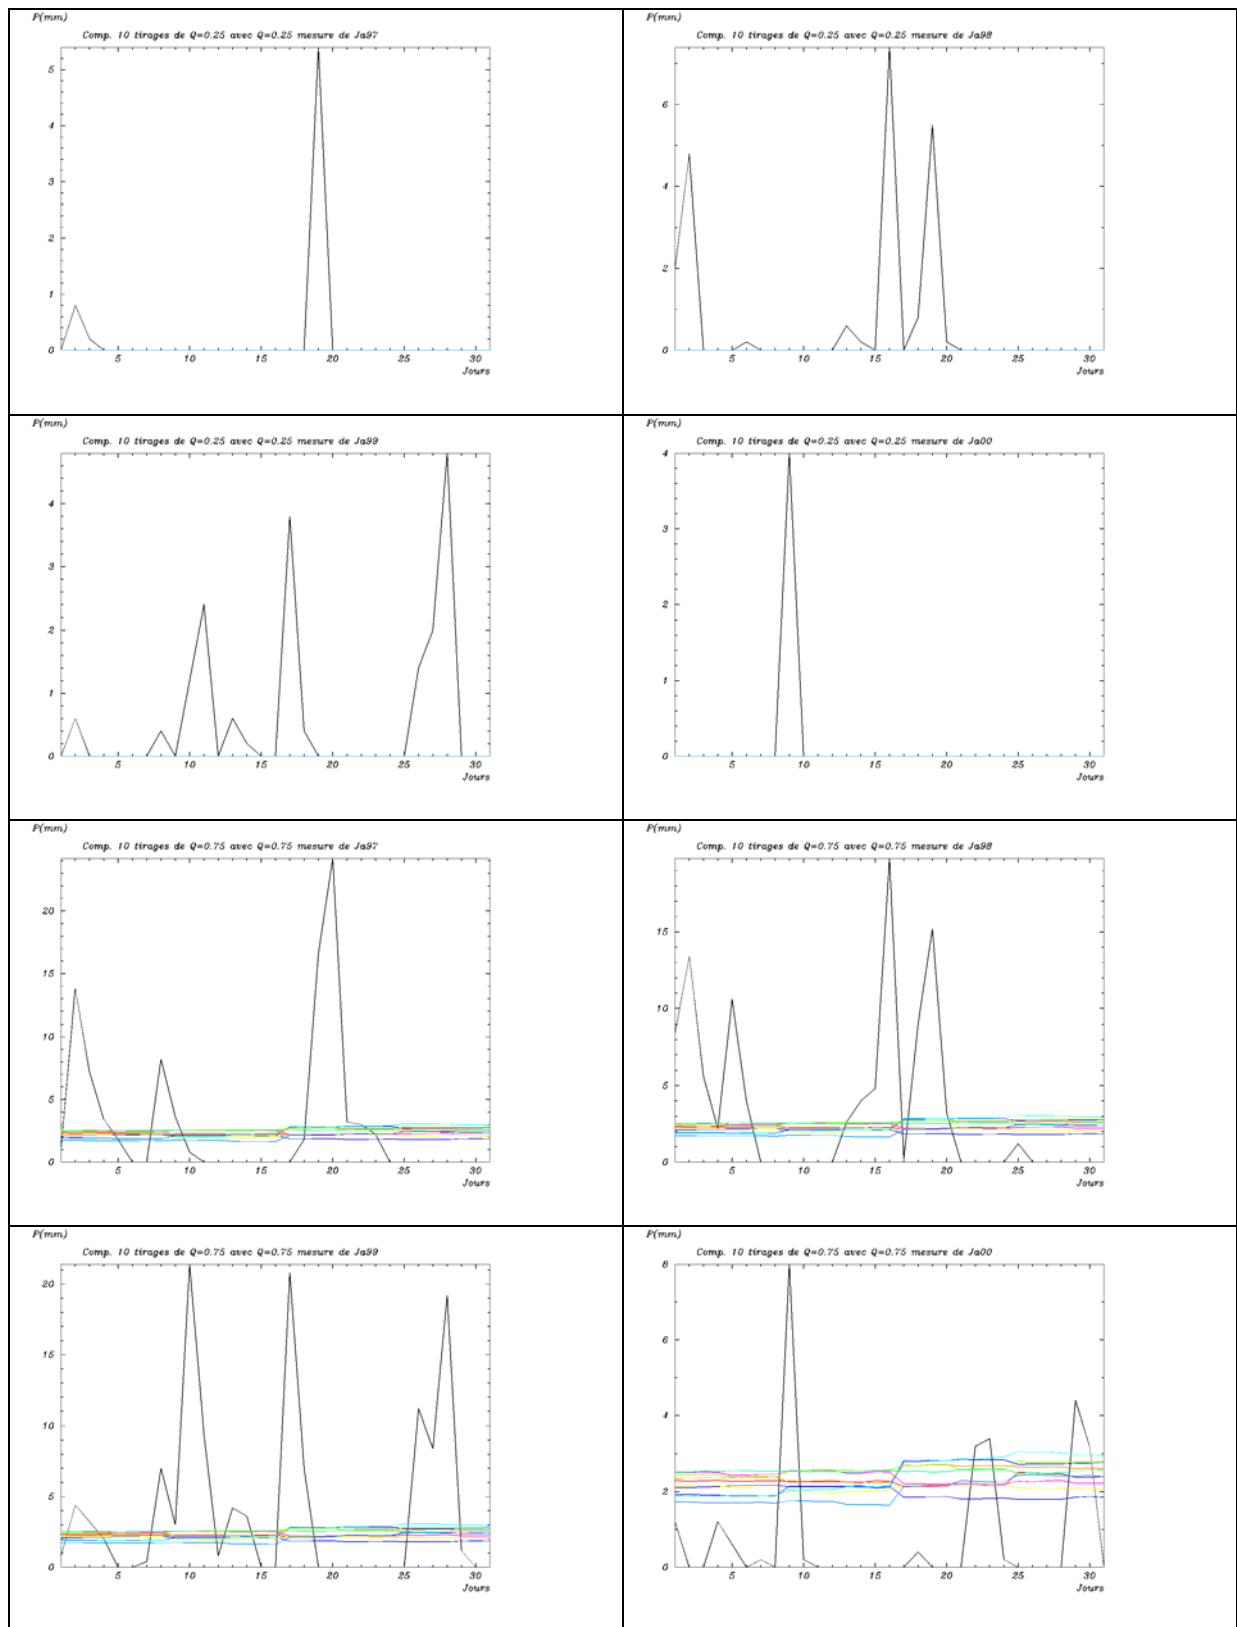 P(mm)
Comp. 10 tirages de Q=0.25 avec Q=0.25 mesure de Ja97
5
4
3
2
1
0
5 10 15 20 25 30
Jours
P(mm)
Comp. 10 tirages de Q=0.25 avec Q=0.25 mesure de Ja98
6
4
2
0
5 10 15 20 25 30
Jours
P(mm)
Comp. 10 tirages de Q=0.25 avec Q=0.25 mesure de Ja99
4
3
2
1
0
5 10 15 20 25 30
Jours
P(mm)
Comp. 10 tirages de Q=0.25 avec Q=0.25 mesure de Ja00
4
3
2
1
0
5 10 15 20 25 30
Jours
P(mm)
Comp. 10 tirages de Q=0.75 avec Q=0.75 mesure de Ja97
20
15
10
5
0
5 10 15 20 25 30
Jours
P(mm)
Comp. 10 tirages de Q=0.75 avec Q=0.75 mesure de Ja98
15
10
5
0
5 10 15 20 25 30
Jours
P(mm)
Comp. 10 tirages de Q=0.75 avec Q=0.75 mesure de Ja99
20
15
10
5
0
5 10 15 20 25 30
Jours
P(mm)
Comp. 10 tirages de Q=0.75 avec Q=0.75 mesure de Ja00
8
6
4
2
0
5 10 15 20 25 30
Jours